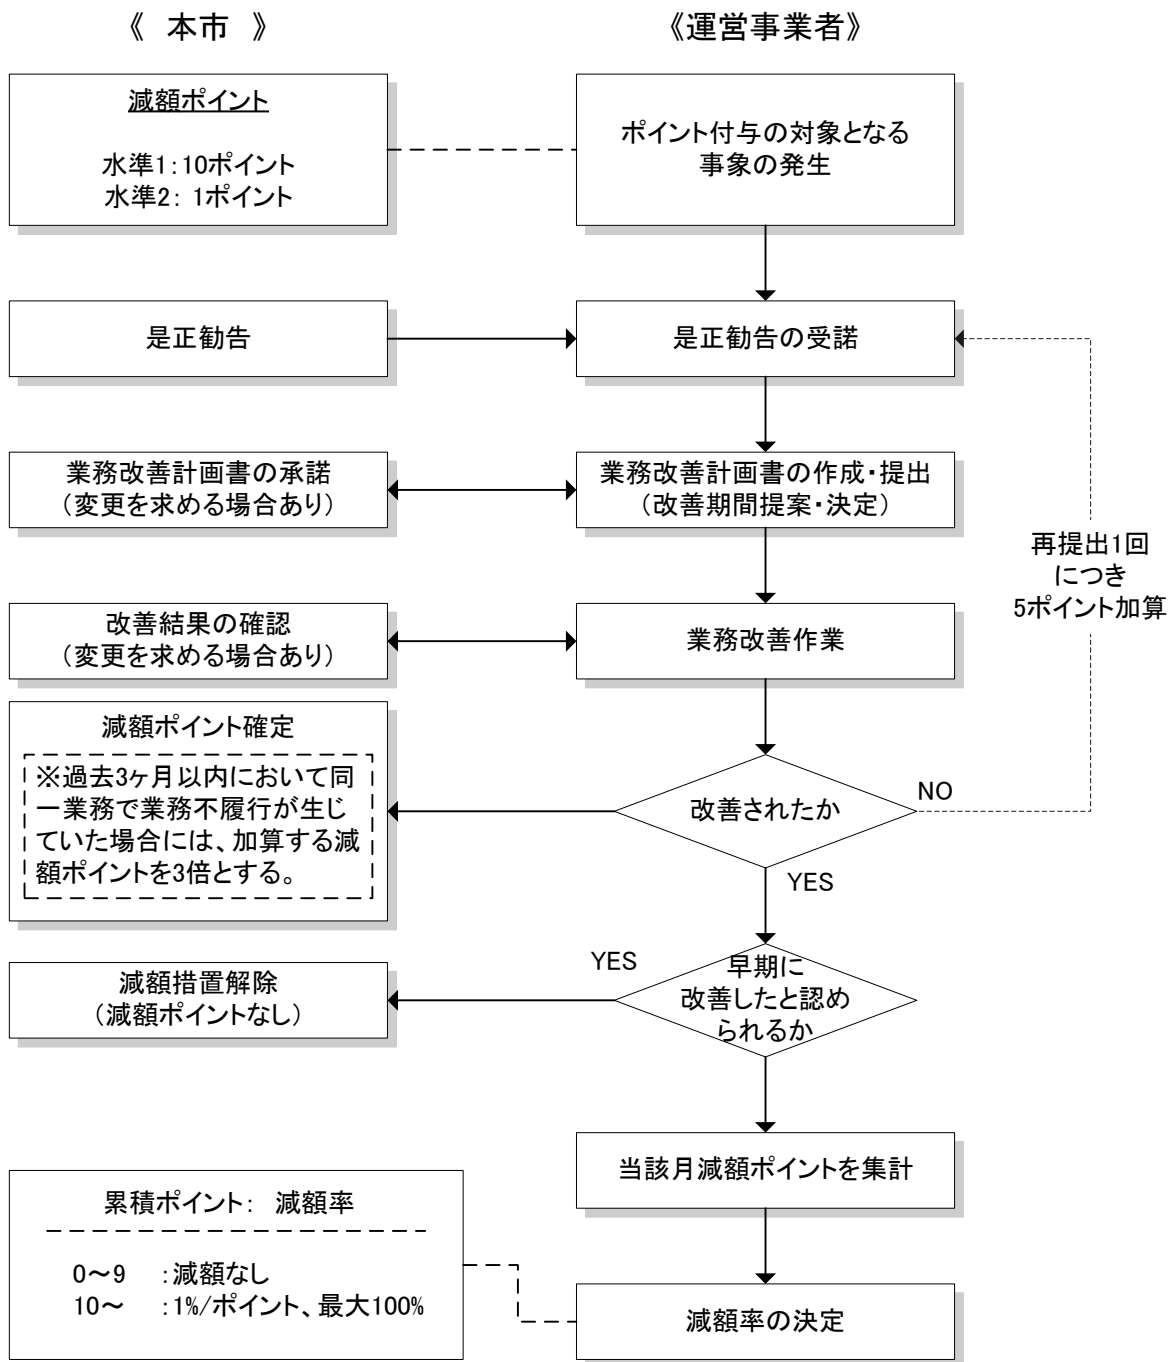 《 本市 》
《運営事業者》
減額ポイント
水準1:10ポイント
水準2: 1ポイント
ポイント付与の対象となる
事象の発生
是正勧告
是正勧告の受諾
業務改善計画書の承諾
(変更を求める場合あり)
業務改善計画書の作成・提出
(改善期間提案・決定)
再提出1回
につき
5ポイント加算
改善結果の確認
(変更を求める場合あり)
業務改善作業
減額ポイント確定
※過去3ヶ月以内において同
一業務で業務不履行が生じ
ていた場合には、加算する減
額ポイントを3倍とする。
改善されたか
NO
YES
減額措置解除
(減額ポイントなし)
YES
早期に
改善したと認め
られるか
当該月減額ポイントを集計
累積ポイント: 減額率
0~9 :減額なし
10~ :1%/ポイント、最大100%
減額率の決定